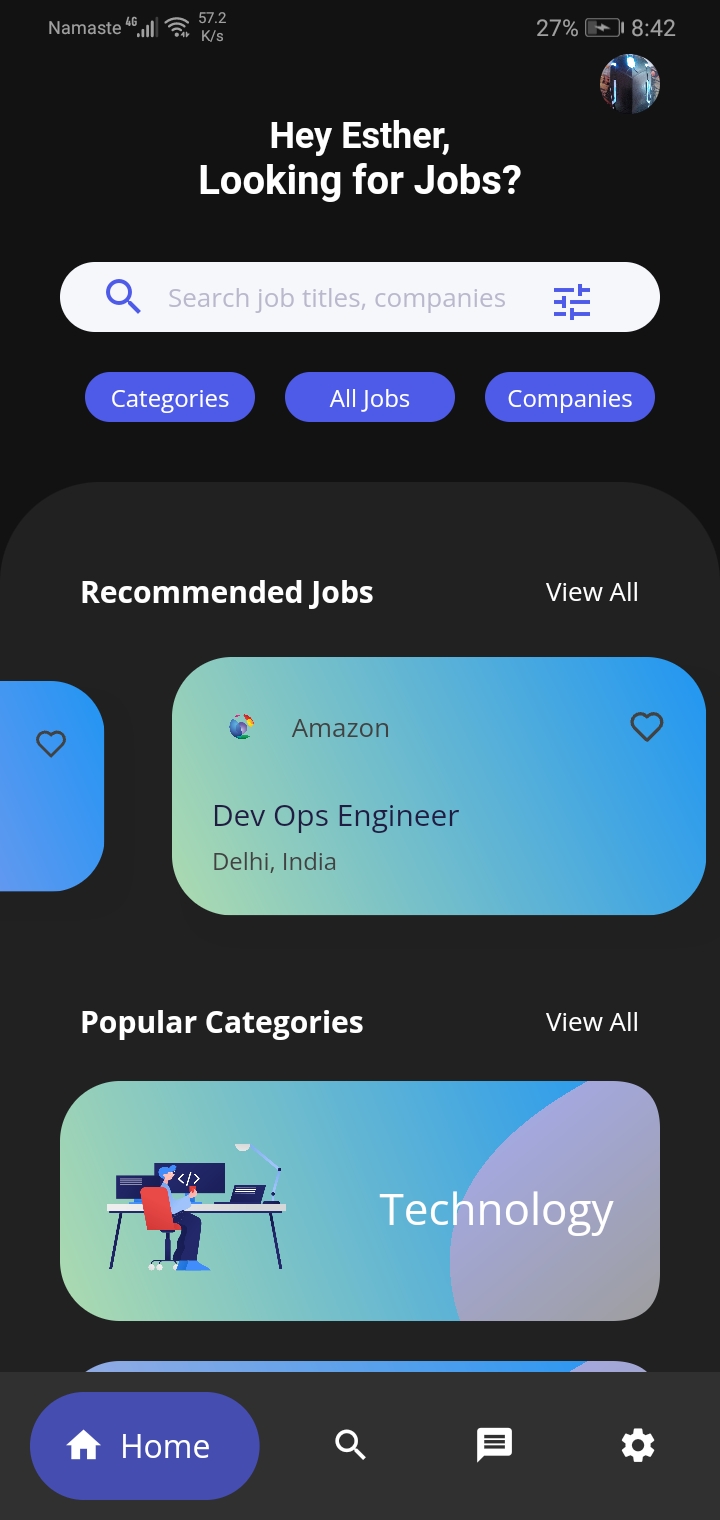 Namaste 4G 57.2 K/s 27% 8:42
Hey Esther,
Looking for Jobs?
Search job titles, companies
Categories All Jobs Companies
Recommended Jobs View All
Amazon
Dev Ops Engineer
Delhi, India
Popular Categories View All
</>
Technology
Home